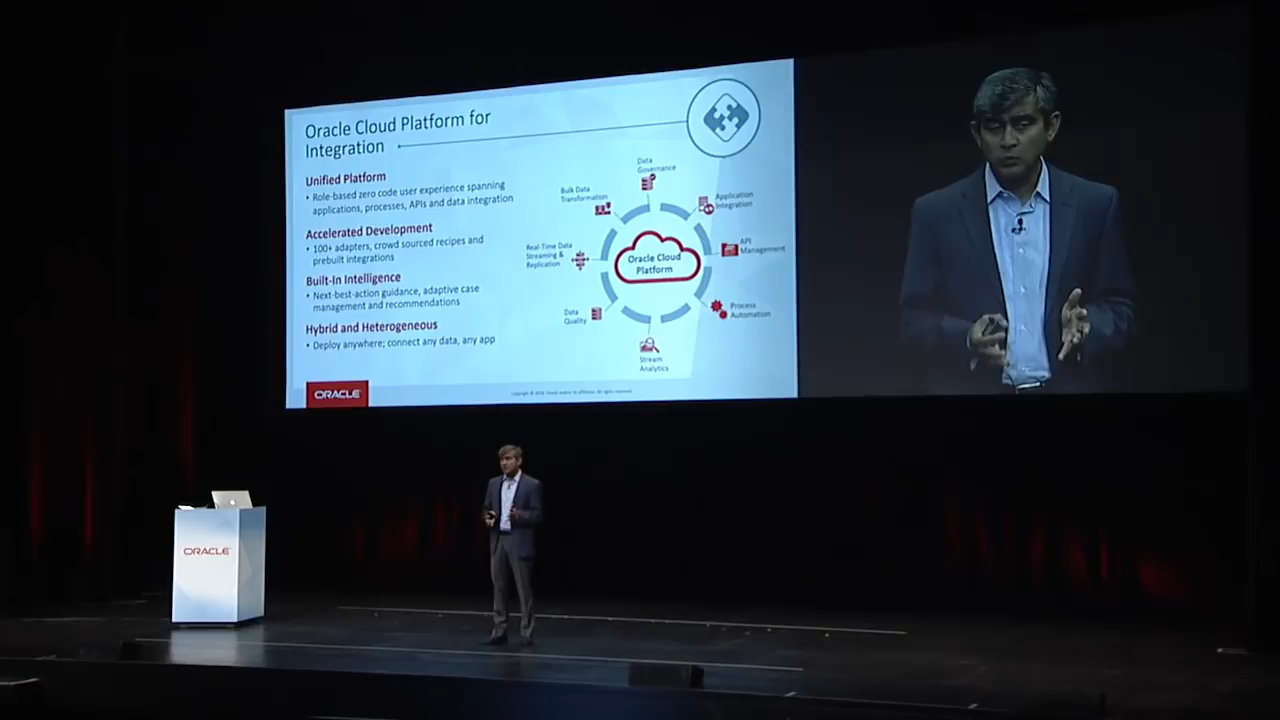 Oracle Cloud Platform for
Integration
Unified Platform
• Role-based zero code user experience spanning
applications, processes, APIs and data integration
Accelerated Development
• 100+ adapters, crowd sourced recipes and
prebuilt integrations
Built-In Intelligence
• Next-best-action guidance, adaptive case
management and recommendations
Hybrid and Heterogeneous
• Deploy anywhere; connect any data, any app
Data
Governance
Bulk Data
Transformation
Application
Integration
Real-Time Data
Streaming &
Replication
API
Management
Oracle Cloud
Platform
Data
Quality
Process
Automation
Stream
Analytics
ORACLE
ORACLE